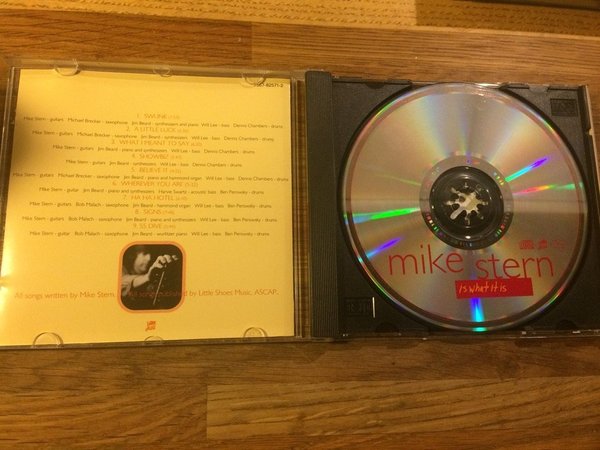 7567-82571-2
1. SWUNK
Mike Stern - guitars Michael Brecker - saxophone Jim Beard - synthesizers and piano Will Lee - bass Dennis Chambers - drums
2. A LITTLE LUCK
Mike Stern - guitars Michael Brecker - saxophone Jim Beard - piano and synthesizers Will Lee - bass Dennis Chambers - drums
3. WHAT I MEANT TO SAY
Mike Stern - guitars Jim Beard - piano and synthesizers Will Lee - bass Dennis Chambers - drums
4. SHOWBIZ
Mike Stern - guitars Jim Beard - synthesizers Will Lee - bass Dennis Chambers - drums
5. BELIEVE IT
Mike Stern - guitars Michael Brecker - saxophone Jim Beard - piano and hammond organ Will Lee - bass Dennis Chambers - drums
6. WHEREVER YOU ARE
Mike Stern - guitar Jim Beard - piano and synthesizers Harvie Swartz - acoustic bass Ben Perowsky - drums
7. HA HA HOTEL
Mike Stern - guitars Bob Malach - saxophone Jim Beard - hammond organ Will Lee - bass Ben Perowsky - drums
8. SIGNS
Mike Stern - guitars Bob Malach - saxophone Jim Beard - piano and synthesizers Will Lee - bass Ben Perowsky - drums
9. 55 DIVE
Mike Stern - guitar Bob Malach - saxophone Jim Beard - wurlitzer piano Will Lee - bass Ben Perowsky - drums
All songs written by Mike Stern. All songs published by Little Shoes Music, ASCAP.
mike stern
is what it is